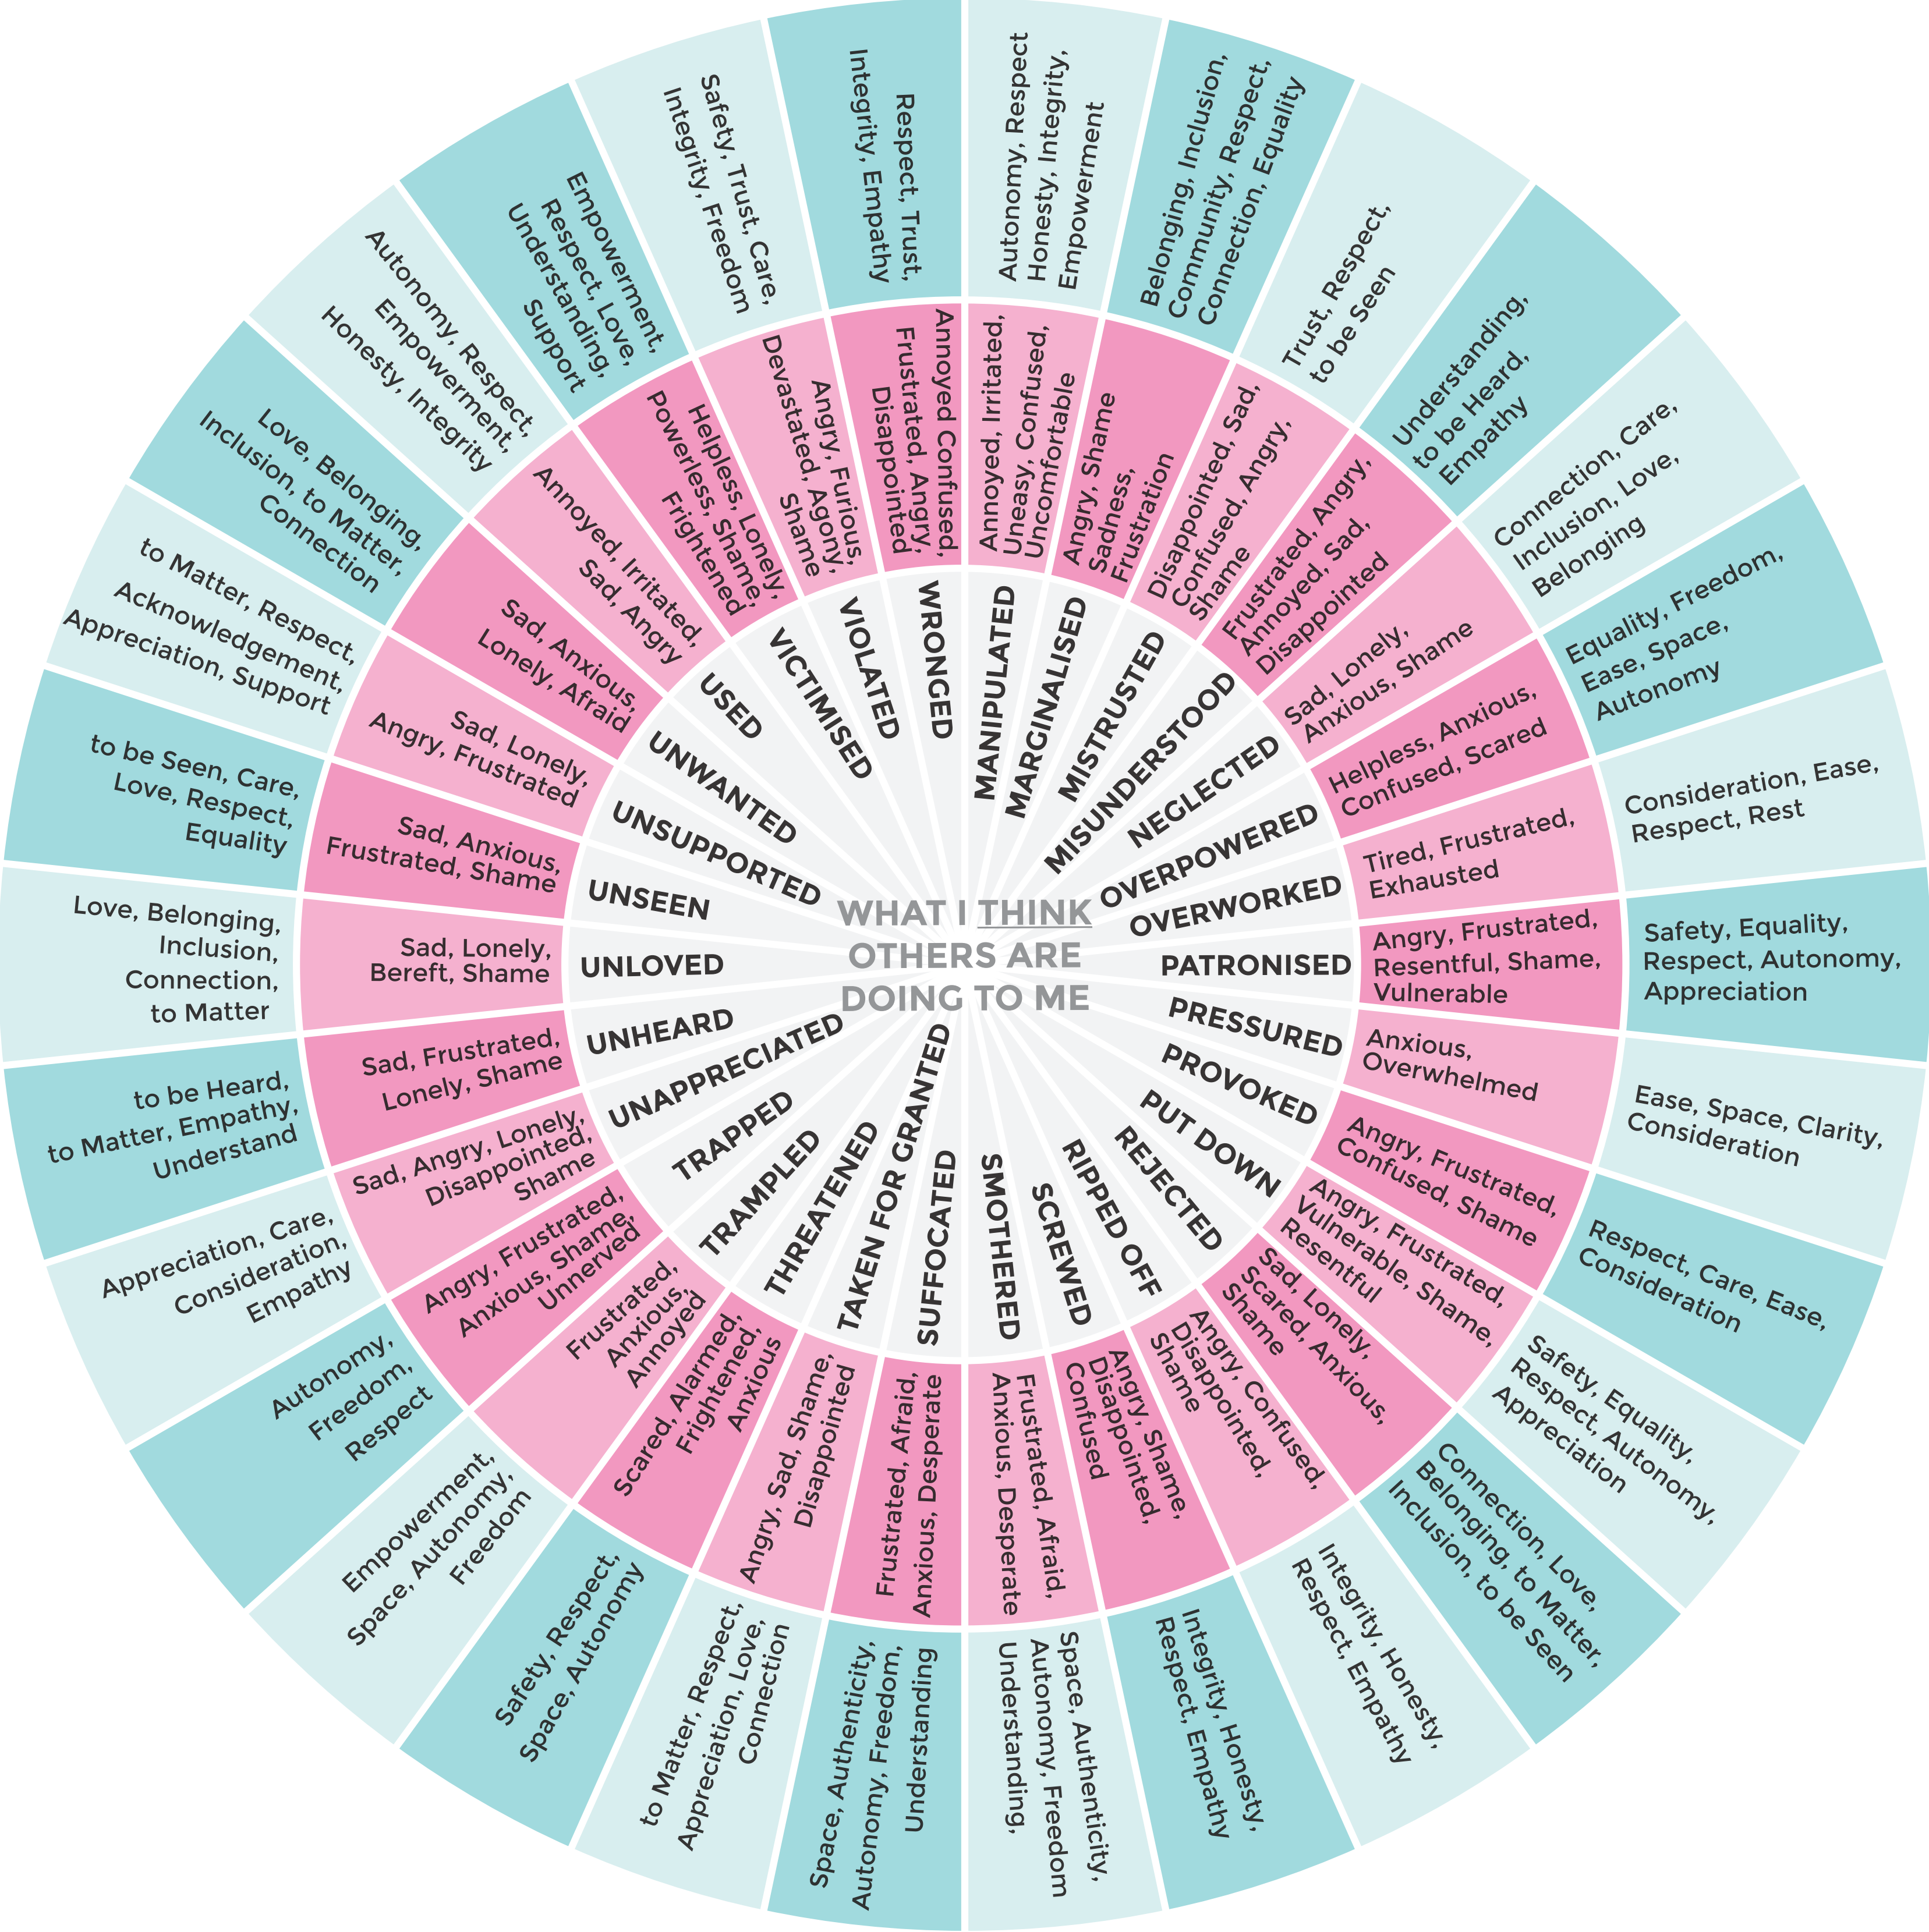 WHAT I THINK
OTHERS ARE
DOING TO ME
MANIPULATED
Annoyed, Irritated,
Uneasy, Confused,
Uncomfortable
Autonomy, Respect
Honesty, Integrity,
Empowerment
MARGINALISED
Angry, Shame
Sadness,
Frustration
Belonging, Inclusion,
Community, Respect,
Connection, Equality
MISTRUSTED
Disappointed, Sad,
Confused, Angry,
Shame
Trust, Respect,
to be Seen
MISUNDERSTOOD
Frustrated, Angry,
Annoyed, Sad,
Disappointed
Understanding,
to be Heard,
Empathy
NEGLECTED
Sad, Lonely,
Anxious, Shame
Connection, Care,
Inclusion, Love,
Belonging
OVERPOWERED
Helpless, Anxious,
Confused, Scared
Equality, Freedom,
Ease, Space,
Autonomy
OVERWORKED
Tired, Frustrated,
Exhausted
Consideration, Ease,
Respect, Rest
PATRONISED
Angry, Frustrated,
Resentful, Shame,
Vulnerable
Safety, Equality,
Respect, Autonomy,
Appreciation
PRESSURED
Anxious,
Overwhelmed
Ease, Space, Clarity,
Consideration
PROVOKED
Angry, Frustrated,
Confused, Shame
Respect, Care, Ease,
Consideration
PUT DOWN
Angry, Frustrated,
Vulnerable, Shame,
Resentful
Safety, Equality,
Respect, Autonomy,
Appreciation
REJECTED
Sad, Lonely,
Scared, Anxious,
Shame
Connection, Love,
Belonging, to Matter,
Inclusion, to be Seen
RIPPED OFF
Angry, Confused,
Disappointed,
Shame
Integrity, Honesty,
Respect, Empathy
SCREWED
Angry, Shame,
Disappointed,
Confused
Integrity, Honesty,
Respect, Empathy
SMOTHERED
Frustrated, Afraid,
Anxious, Desperate
Space, Authenticity,
Autonomy, Freedom
Understanding,
SUFFOCATED
Frustrated, Afraid,
Anxious, Desperate
Space, Authenticity,
Autonomy, Freedom,
Understanding
TAKEN FOR GRANTED
Angry, Sad, Shame,
Disappointed
to Matter, Respect,
Appreciation, Love,
Connection
THREATENED
Scared, Alarmed,
Frightened,
Anxious
Safety, Respect,
Space, Autonomy
TRAMPLED
Frustrated,
Anxious,
Annoyed
Empowerment,
Space, Autonomy,
Freedom
TRAPPED
Angry, Frustrated,
Anxious, Shame,
Unnerved
Autonomy,
Freedom,
Respect
UNAPPRECIATED
Sad, Angry, Lonely,
Disappointed,
Shame
Appreciation, Care,
Consideration,
Empathy
UNHEARD
Sad, Frustrated,
Lonely, Shame
to be Heard,
to Matter, Empathy,
Understand
UNLOVED
Sad, Lonely,
Bereft, Shame
Love, Belonging,
Inclusion,
Connection,
to Matter
UNSEEN
Sad, Anxious,
Frustrated, Shame
to be Seen, Care,
Love, Respect,
Equality
UNSUPPORTED
Sad, Lonely,
Angry, Frustrated
to Matter, Respect,
Acknowledgement,
Appreciation, Support
UNWANTED
Sad, Anxious,
Lonely, Afraid
Love, Belonging,
Inclusion, to Matter,
Connection
USED
Annoyed, Irritated,
Sad, Angry
Autonomy, Respect,
Empowerment,
Honesty, Integrity
VICTIMISED
Helpless, Lonely,
Powerless, Shame,
Frightened
Empowerment,
Respect, Love,
Understanding,
Support
VIOLATED
Angry, Furious,
Devastated, Agony,
Shame
Safety, Trust, Care,
Integrity, Freedom
WRONGED
Annoyed Confused,
Frustrated, Angry,
Disappointed
Respect, Trust,
Integrity, Empathy